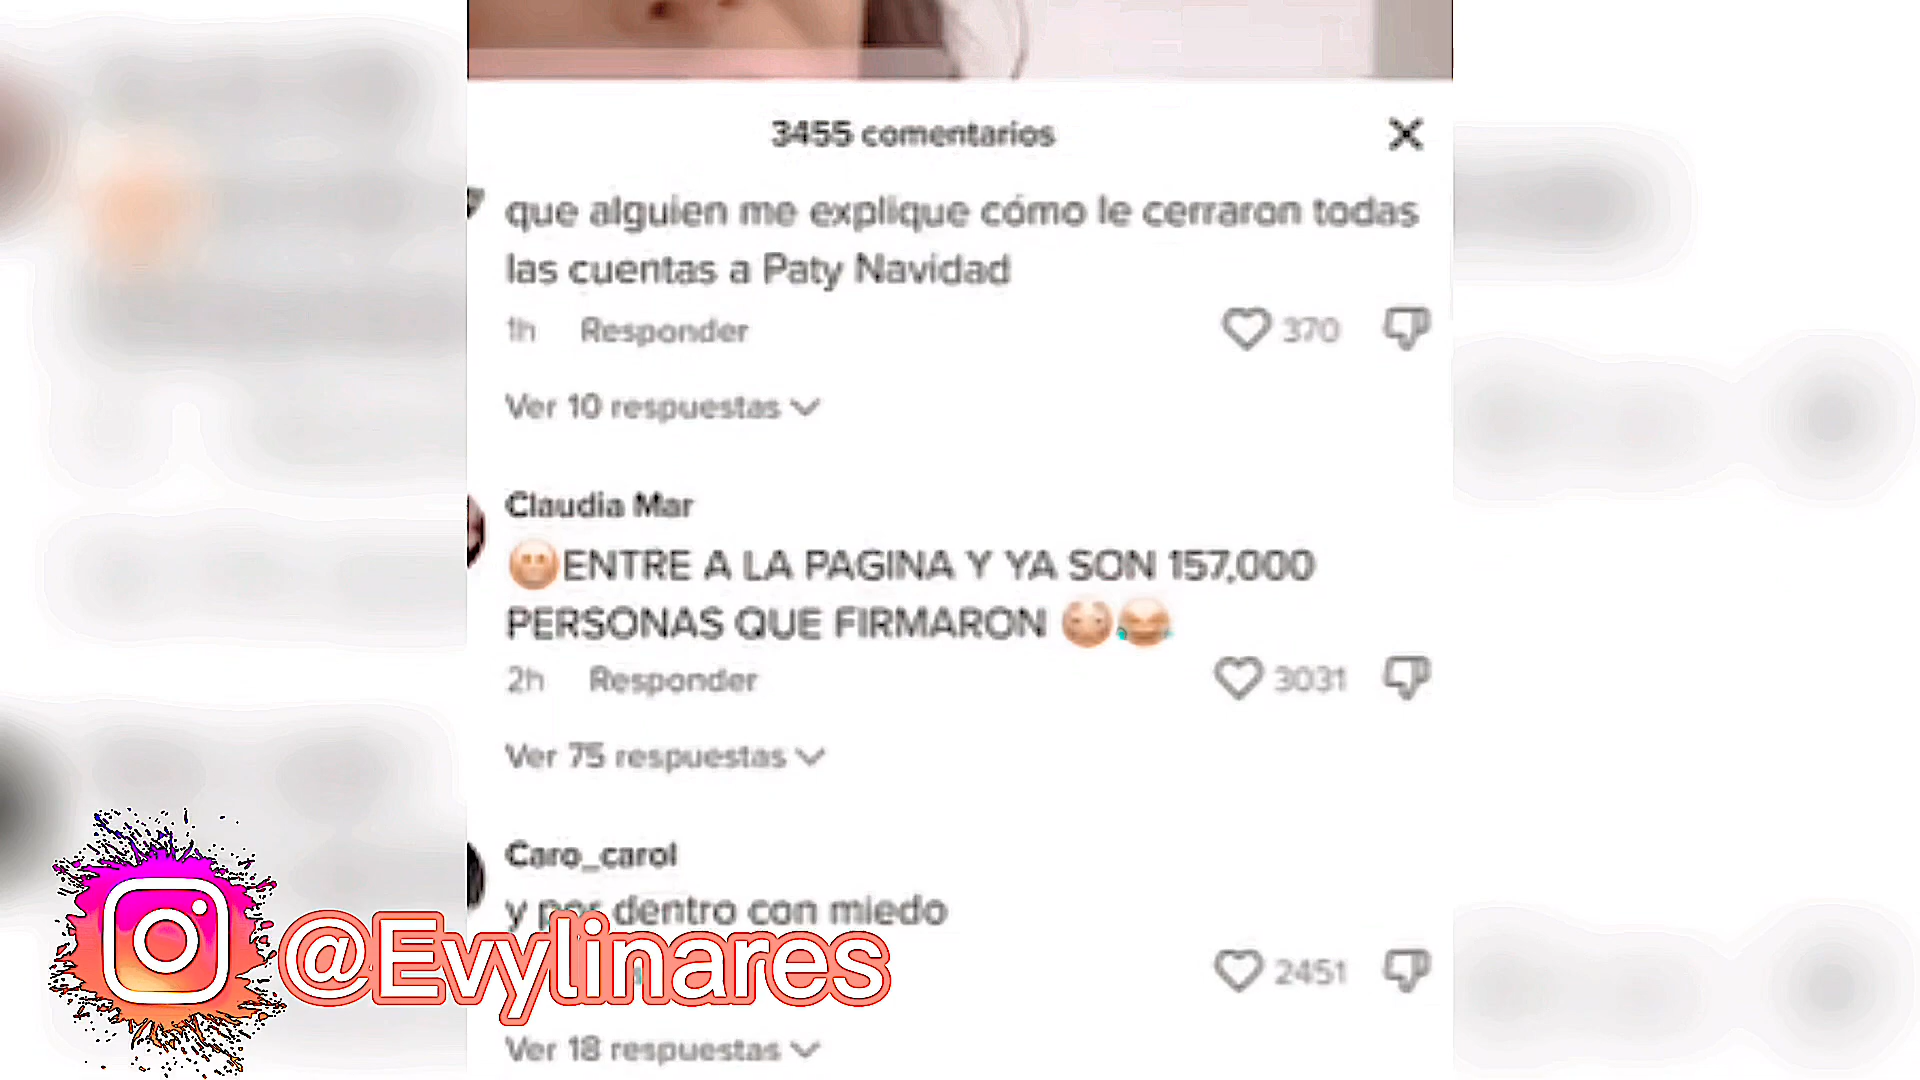 3455 comentarios
que alguien me explique cómo le cerraron todas
las cuentas a Paty Navidad
1h Responder 370
Ver 10 respuestas
Claudia Mar
😶ENTRE A LA PAGINA Y YA SON 157,000
PERSONAS QUE FIRMARON 😳😂
2h Responder 3031
Ver 75 respuestas
Caro_carol
y por dentro con miedo
@Evylinares
2451
Ver 18 respuestas